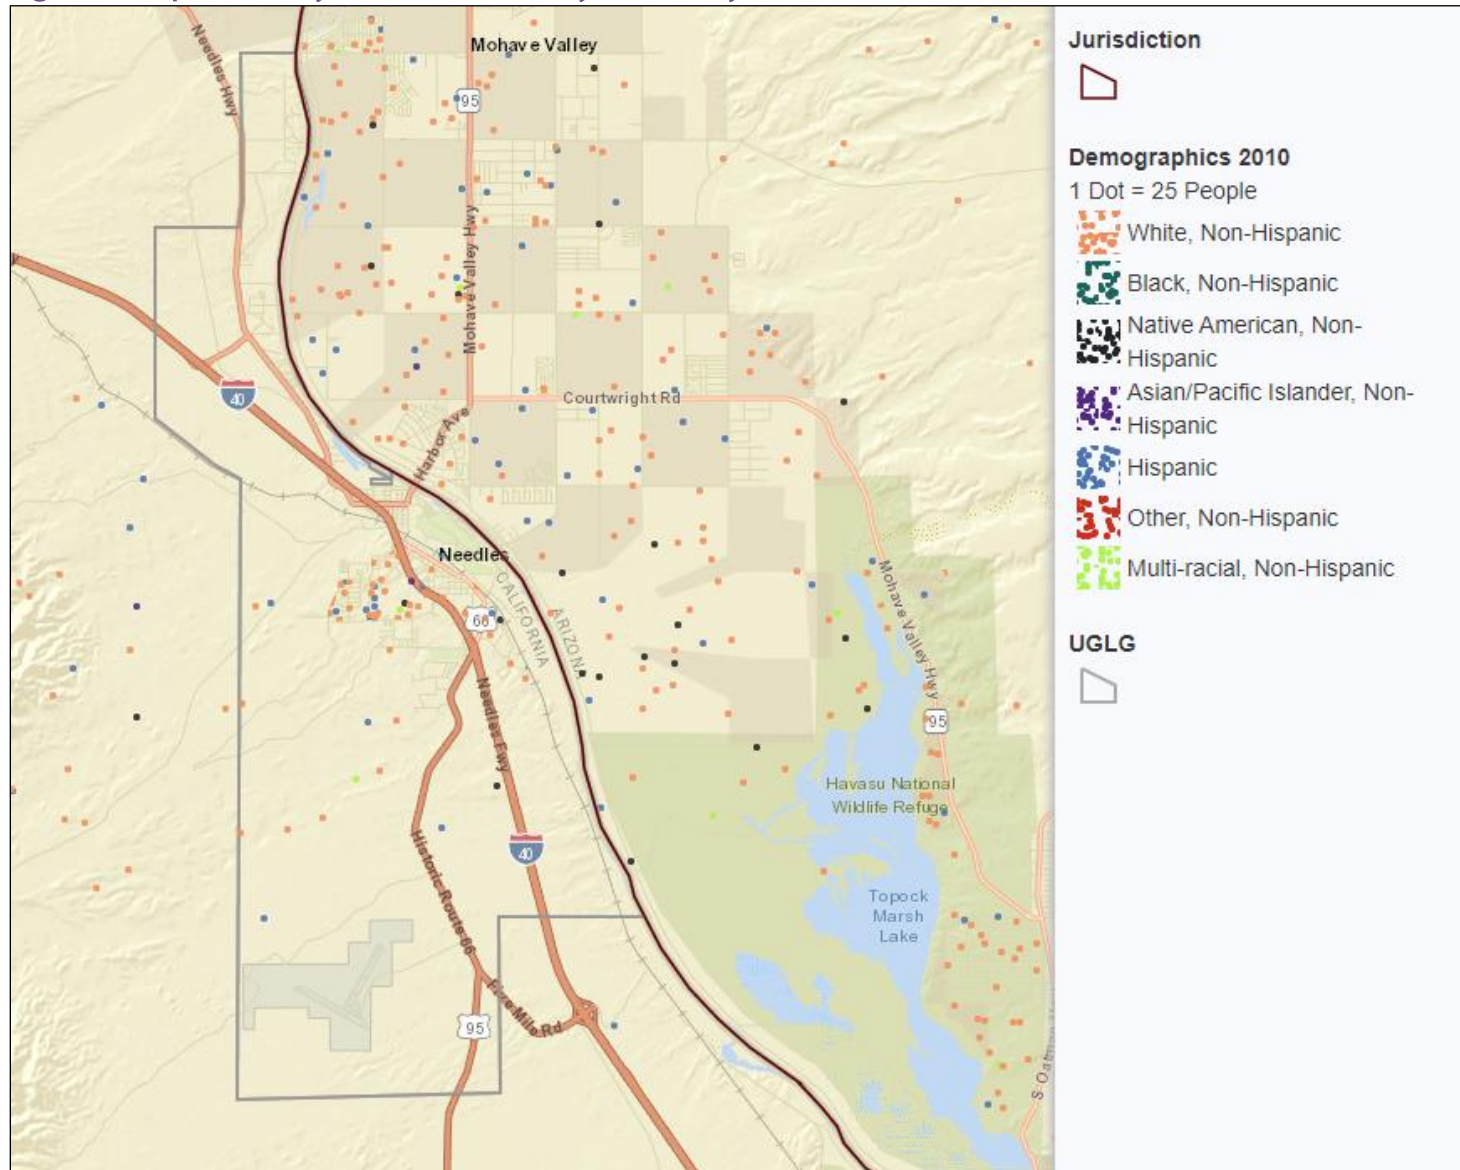 Jurisdiction
Demographics 2010
1 Dot = 25 People
White, Non-Hispanic
Black, Non-Hispanic
Native American, Non-
Hispanic
Asian/Pacific Islander, Non-
Hispanic
Hispanic
Other, Non-Hispanic
Multi-racial, Non-Hispanic
UGLG
Mohave Valley
Needles Hwy
95
Mohave Valley Hwy
40
Courtwright Rd
Harbor Ave
Needles
CALIFORNIA
ARIZONA
66
Mohave Valley Hwy
95
Needles Fwy
Havasu National
Wildlife Refuge
40
Historic Route 66
Topock
Marsh
Lake
Five Mile Rd
95